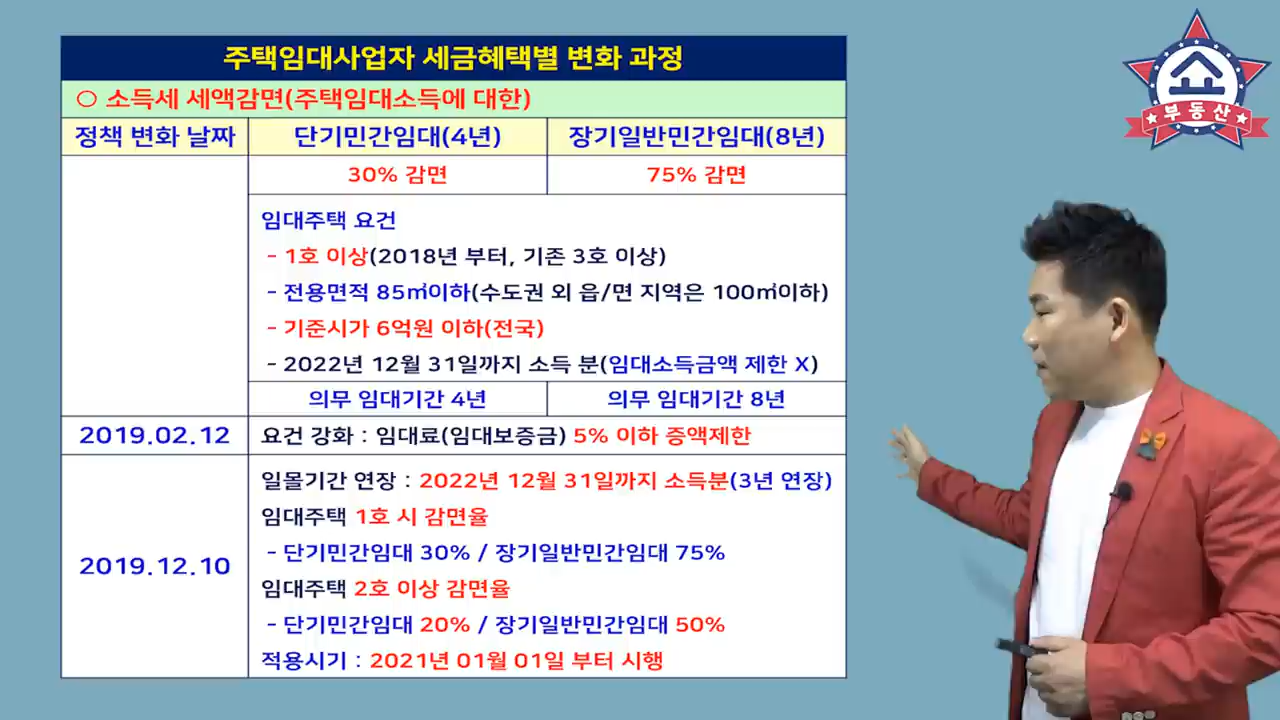 주택임대사업자 세금혜택별 변화 과정
○ 소득세 세액감면(주택임대소득에 대한)
정책 변화 날짜 단기민간임대(4년) 장기일반민간임대(8년)
30% 감면 75% 감면
임대주택 요건
- 1호 이상(2018년 부터, 기존 3호 이상)
- 전용면적 85㎡이하(수도권 외 읍/면 지역은 100㎡이하)
- 기준시가 6억원 이하(전국)
- 2022년 12월 31일까지 소득 분(임대소득금액 제한 X)
의무 임대기간 4년 의무 임대기간 8년
2019.02.12 요건 강화 : 임대료(임대보증금) 5% 이하 증액제한
2019.12.10
일몰기간 연장 : 2022년 12월 31일까지 소득분(3년 연장)
임대주택 1호 시 감면율
- 단기민간임대 30% / 장기일반민간임대 75%
임대주택 2호 이상 감면율
- 단기민간임대 20% / 장기일반민간임대 50%
적용시기 : 2021년 01월 01일 부터 시행
부동산